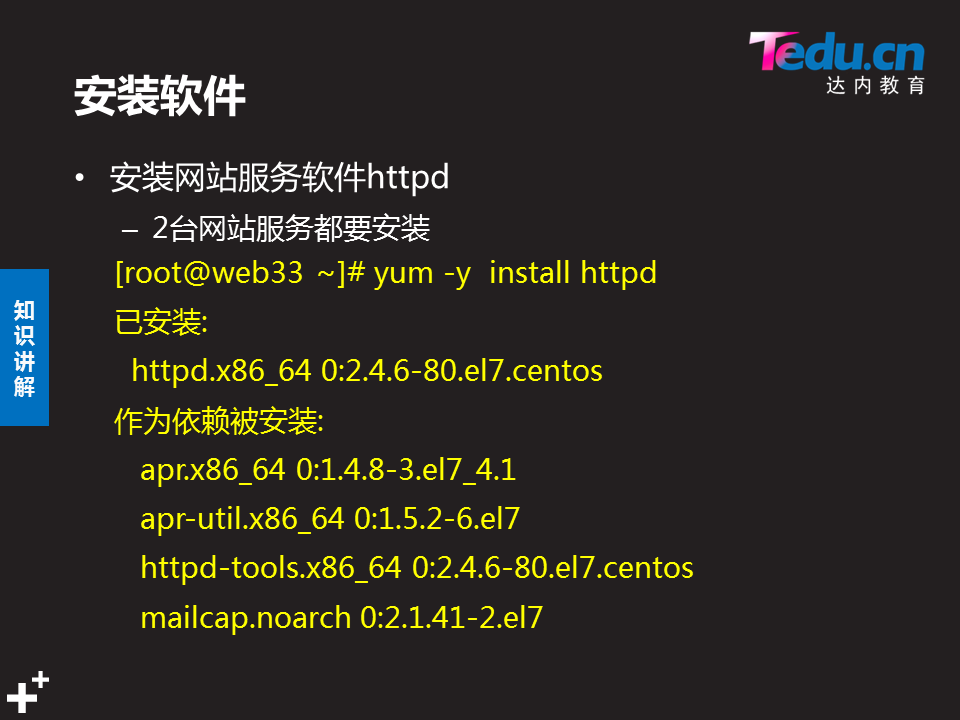 Tedu.cn
达内教育
安装软件
• 安装网站服务软件httpd
– 2台网站服务都要安装
[root@web33 ~]# yum -y  install httpd
已安装:
httpd.x86_64 0:2.4.6-80.el7.centos
作为依赖被安装:
apr.x86_64 0:1.4.8-3.el7_4.1
apr-util.x86_64 0:1.5.2-6.el7
httpd-tools.x86_64 0:2.4.6-80.el7.centos
mailcap.noarch 0:2.1.41-2.el7
知识讲解